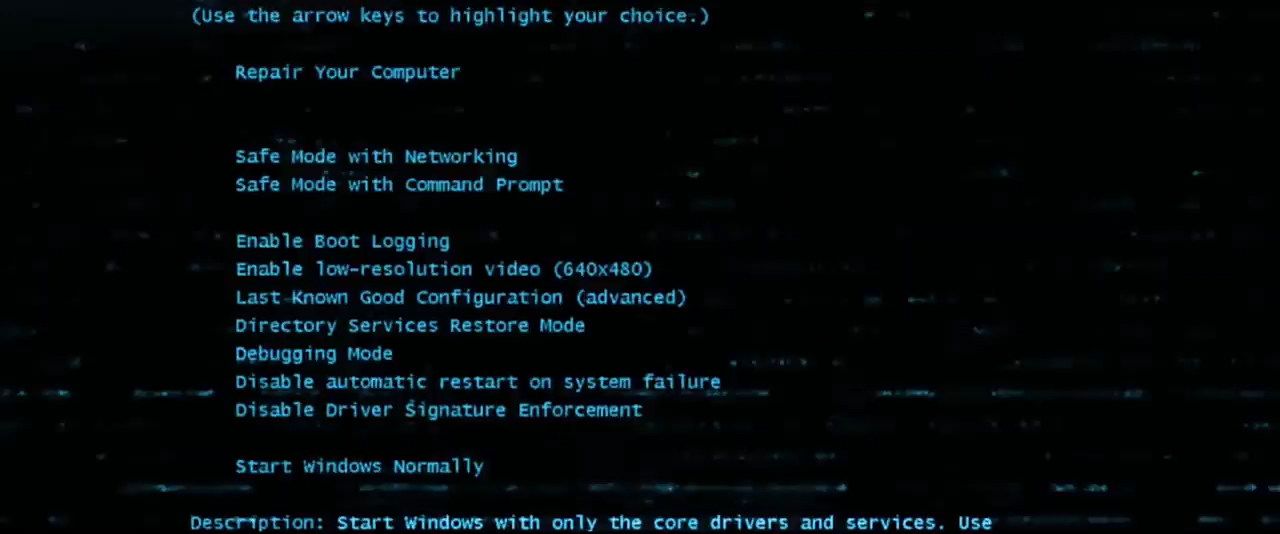 (Use the arrow keys to highlight your choice.)
Repair Your Computer
Safe Mode with Networking
Safe Mode with Command Prompt
Enable Boot Logging
Enable low-resolution video (640x480)
Last Known Good Configuration (advanced)
Directory Services Restore Mode
Debugging Mode
Disable automatic restart on system failure
Disable Driver Signature Enforcement
Start Windows Normally
Description: Start Windows with only the core drivers and services. Use